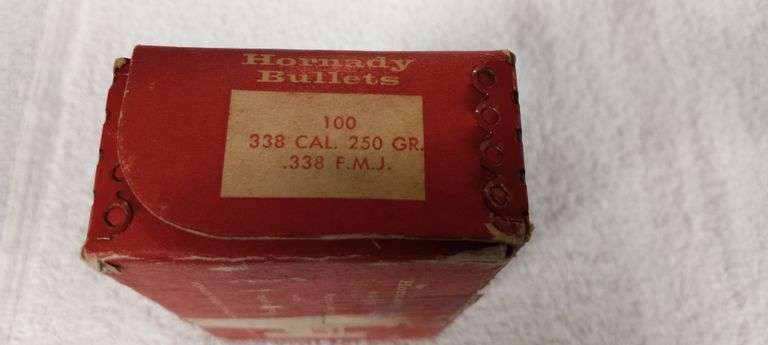 Hornady
Bullets
100
338 CAL. 250 GR.
.338 F.M.J.